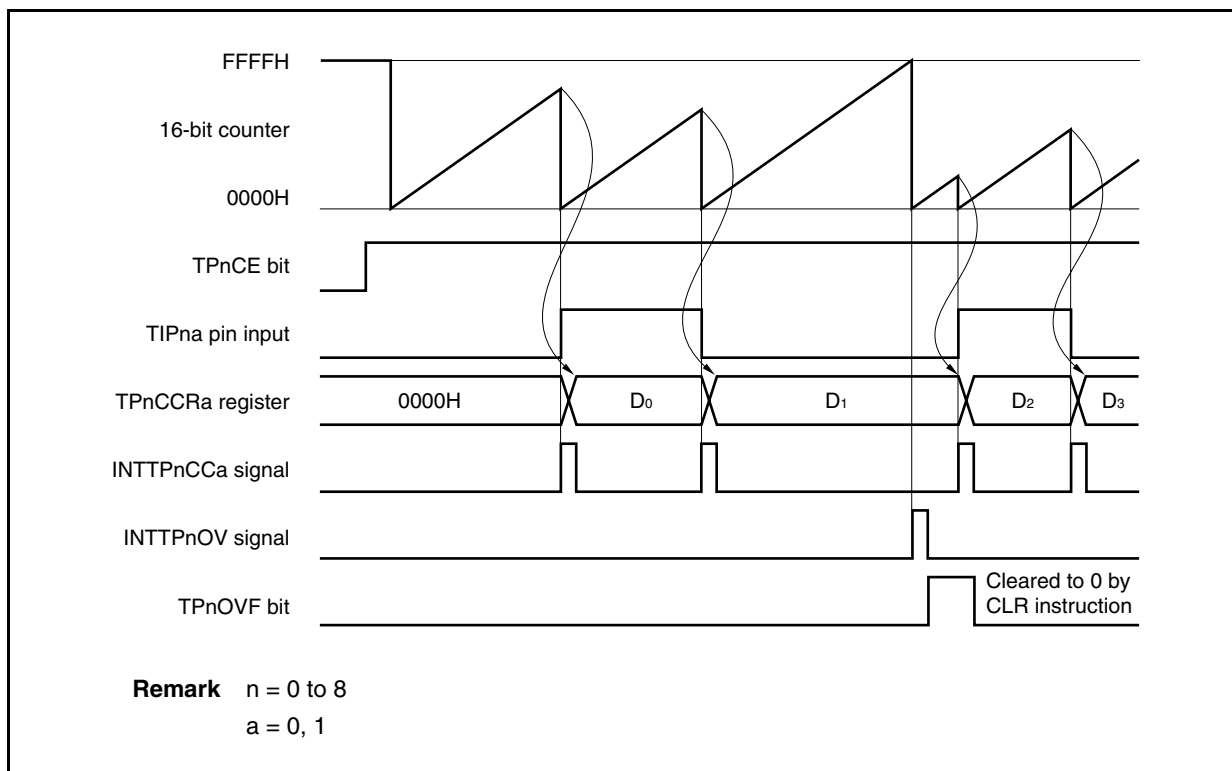 FFFFH
16-bit counter
0000H
TPnCE bit
TIPna pin input
TPnCCRa register
0000H
D0
D1
D2
D3
INTTPnCCa signal
INTTPnOV signal
TPnOVF bit
Cleared to 0 by
CLR instruction
Remark n = 0 to 8
a = 0, 1